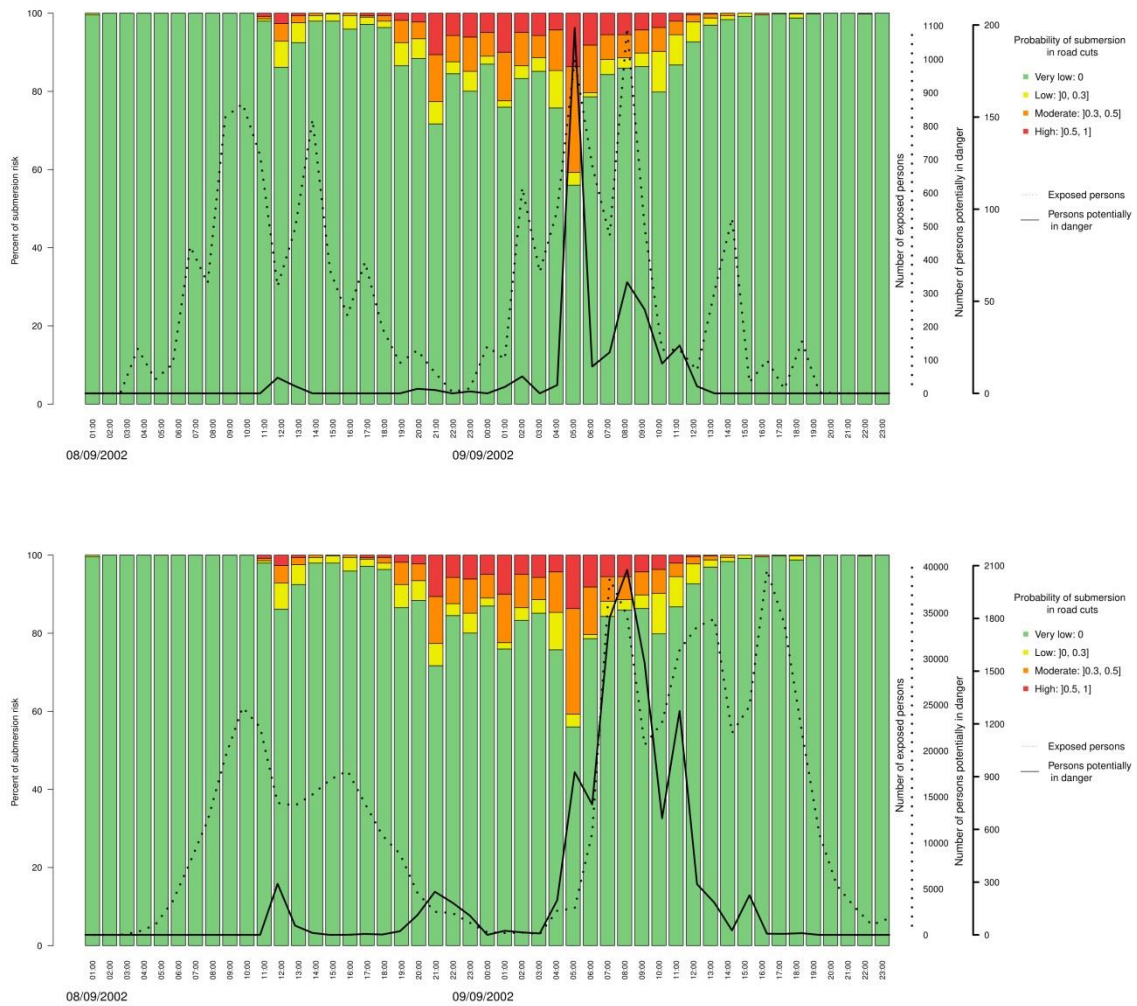 100
80
60
40
20
0
Percent of submersion risk
01:00 02:00 03:00 04:00 05:00 06:00 07:00 08:00 09:00 10:00 11:00 12:00 13:00 14:00 15:00 16:00 17:00 18:00 19:00 20:00 21:00 22:00 23:00 00:00 01:00 02:00 03:00 04:00 05:00 06:00 07:00 08:00 09:00 10:00 11:00 12:00 13:00 14:00 15:00 16:00 17:00 18:00 19:00 20:00 21:00 22:00 23:00
08/09/2002 09/09/2002
Number of exposed persons
1100
1000
900
800
700
600
500
400
300
200
100
0
Number of persons potentially in danger
200
150
100
50
0
Probability of submersion
in road cuts
Very low: 0
Low: ]0, 0.3]
Moderate: ]0.3, 0.5]
High: ]0.5, 1]
Exposed persons
Persons potentially
in danger
100
80
60
40
20
0
Percent of submersion risk
01:00 02:00 03:00 04:00 05:00 06:00 07:00 08:00 09:00 10:00 11:00 12:00 13:00 14:00 15:00 16:00 17:00 18:00 19:00 20:00 21:00 22:00 23:00 00:00 01:00 02:00 03:00 04:00 05:00 06:00 07:00 08:00 09:00 10:00 11:00 12:00 13:00 14:00 15:00 16:00 17:00 18:00 19:00 20:00 21:00 22:00 23:00
08/09/2002 09/09/2002
Number of exposed persons
40000
35000
30000
25000
20000
15000
10000
5000
0
Number of persons potentially in danger
2100
1800
1500
1200
900
600
300
0
Probability of submersion
in road cuts
Very low: 0
Low: ]0, 0.3]
Moderate: ]0.3, 0.5]
High: ]0.5, 1]
Exposed persons
Persons potentially
in danger